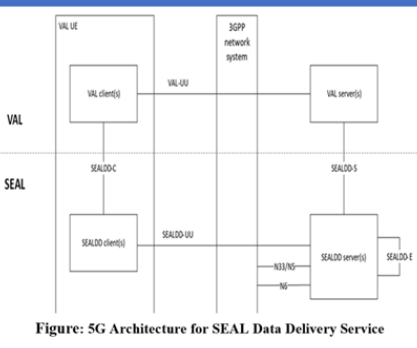 VAL UE
3GPP
network
system
VAL client(s)
VAL-UU
VAL server(s)
VAL
SEALDD-C
SEALDD-S
SEAL
SEALDD client(s)
SEALDD-UU
SEALDD server(s)
SEALDD-E
N33/N5
N6
Figure: 5G Architecture for SEAL Data Delivery Service